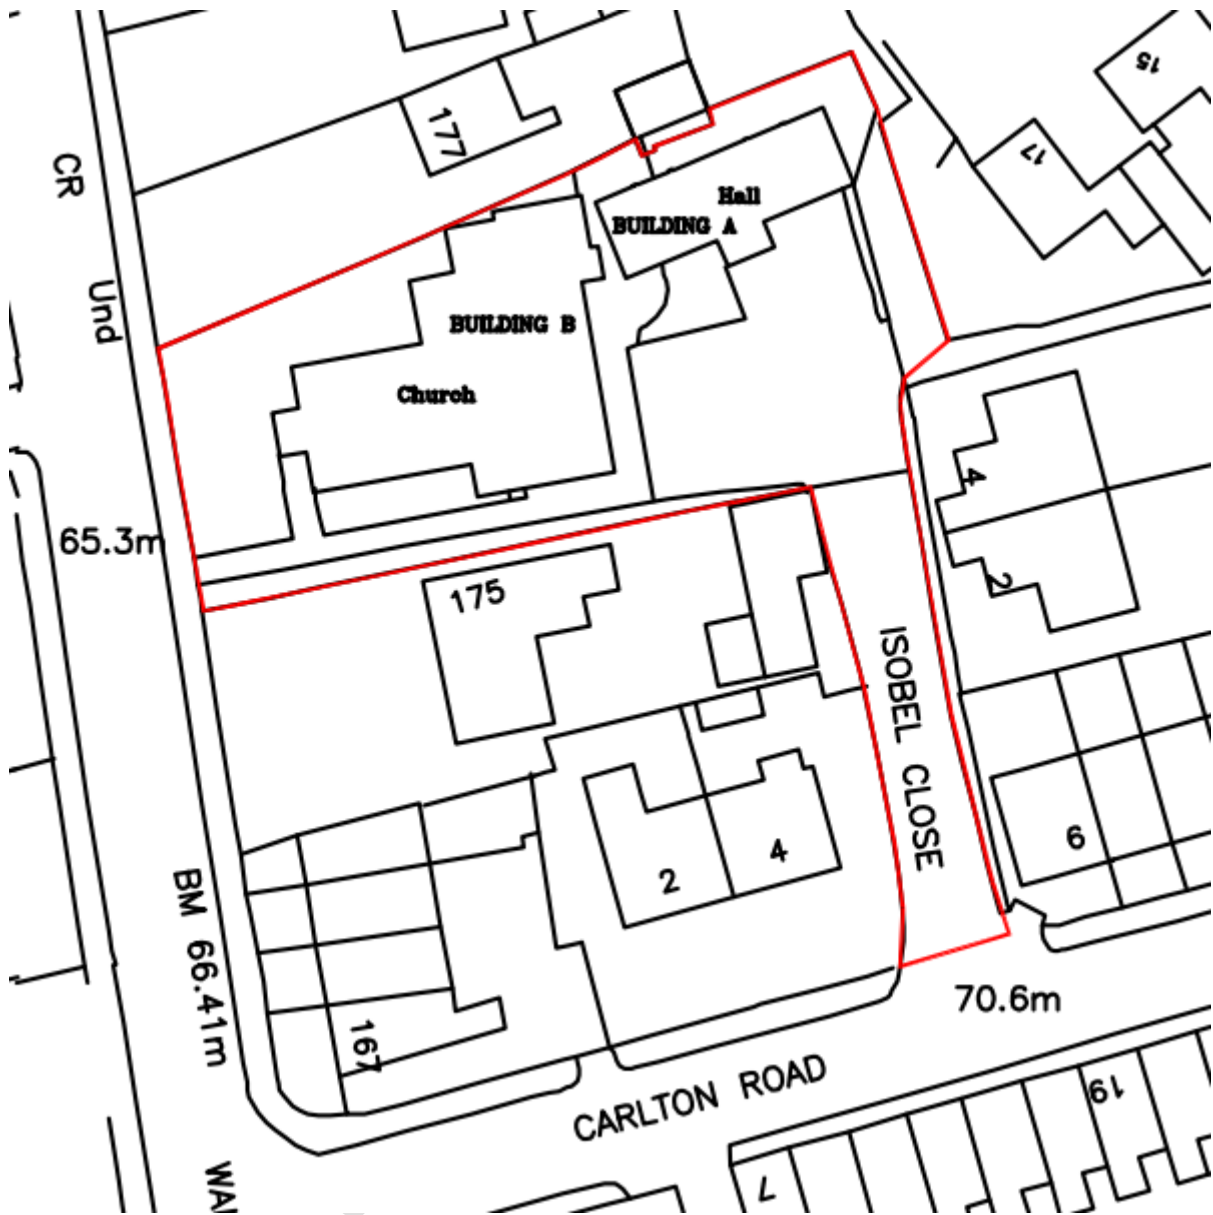 15
177
17
CR
Hall
BUILDING A
Und
BUILDING B
Church
4
65.3m
2
175
ISOBEL CLOSE
6
4
2
BM 66.41m
70.6m
167
CARLTON ROAD
19
7